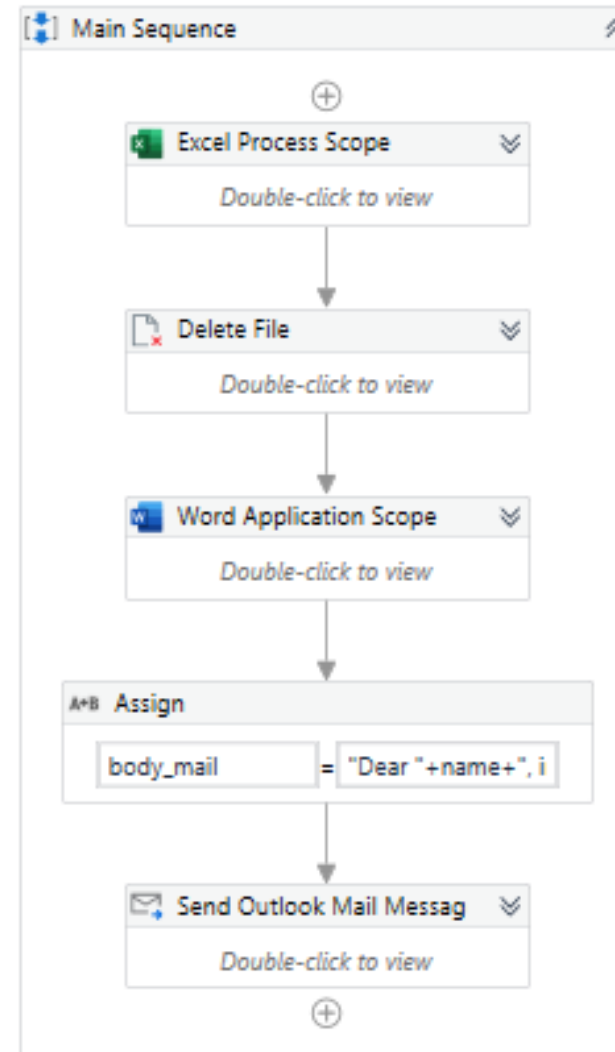 Main Sequence
Excel Process Scope
Double-click to view
Delete File
Double-click to view
Word Application Scope
Double-click to view
A+B Assign
body_mail = "Dear "+name+", i
Send Outlook Mail Messag
Double-click to view